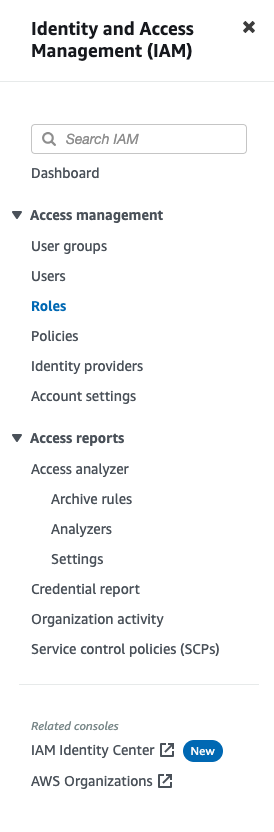 Identity and Access
Management (IAM)
Search IAM
Dashboard
Access management
User groups
Users
Roles
Policies
Identity providers
Account settings
Access reports
Access analyzer
Archive rules
Analyzers
Settings
Credential report
Organization activity
Service control policies (SCPs)
Related consoles
IAM Identity Center New
AWS Organizations